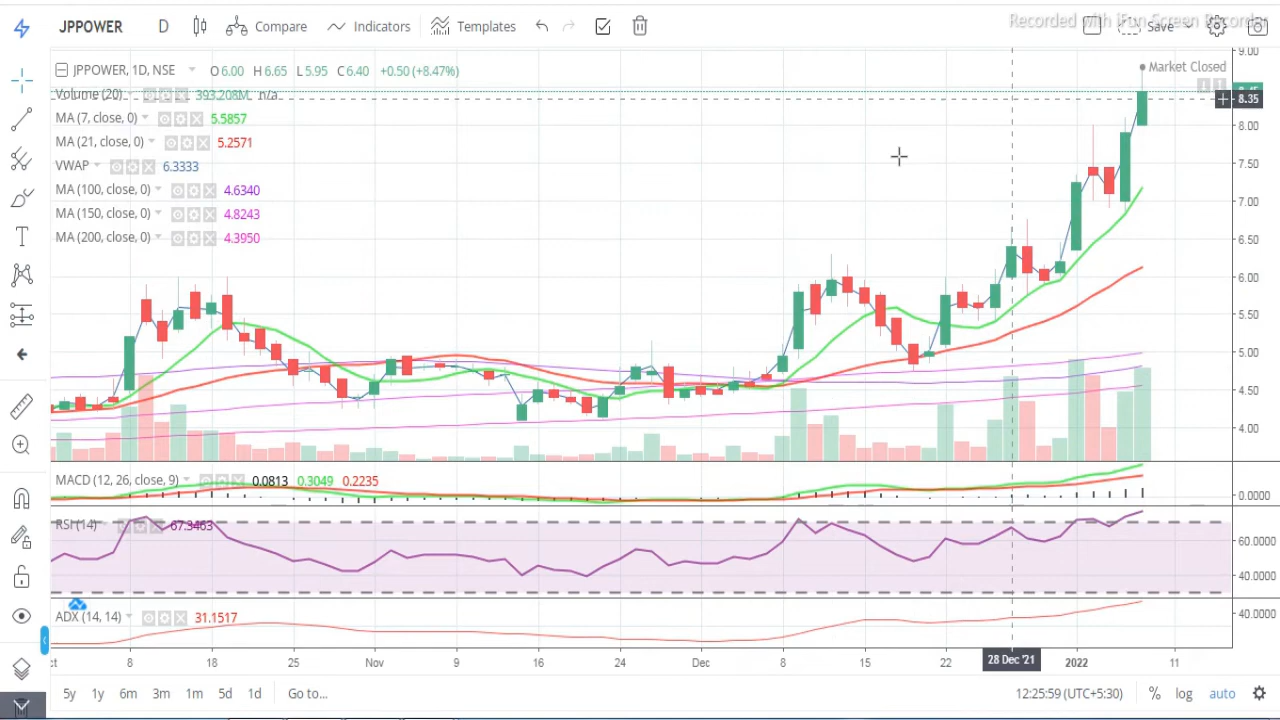 JPPOWER D Compare Indicators Templates Save
Recorded with iFun Screen Recorder
JPPOWER, 1D, NSE O6.00 H6.65 L5.95 C6.40 +0.50 (+8.47%)
Market Closed
Volume (20) 393.208M n/a
MA (7, close, 0) 5.5857
MA (21, close, 0) 5.2571
VWAP 6.3333
MA (100, close, 0) 4.6340
MA (150, close, 0) 4.8243
MA (200, close, 0) 4.3950
9.00
8.35
8.00
7.50
7.00
6.50
6.00
5.50
5.00
4.50
4.00
MACD (12, 26, close, 9) 0.0813 0.3049 0.2235
0.0000
RSI (14) 67.3463
60.0000
40.0000
ADX (14, 14) 31.1517
40.0000
8 18 25 Nov 9 16 24 Dec 8 15 22 28 Dec '21 2022 11
5y 1y 6m 3m 1m 5d 1d Go to... 12:25:59 (UTC+5:30) % log auto